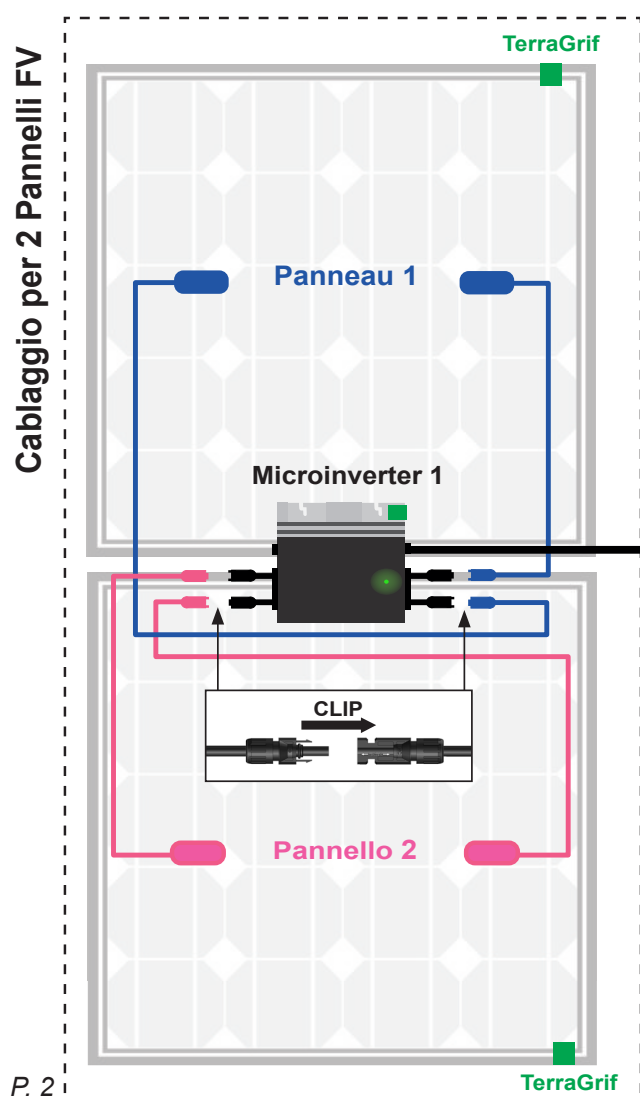 Cablaggio per 2 Pannelli FV
TerraGrif
Panneau 1
Microinverter 1
CLIP
Pannello 2
TerraGrif
P. 2